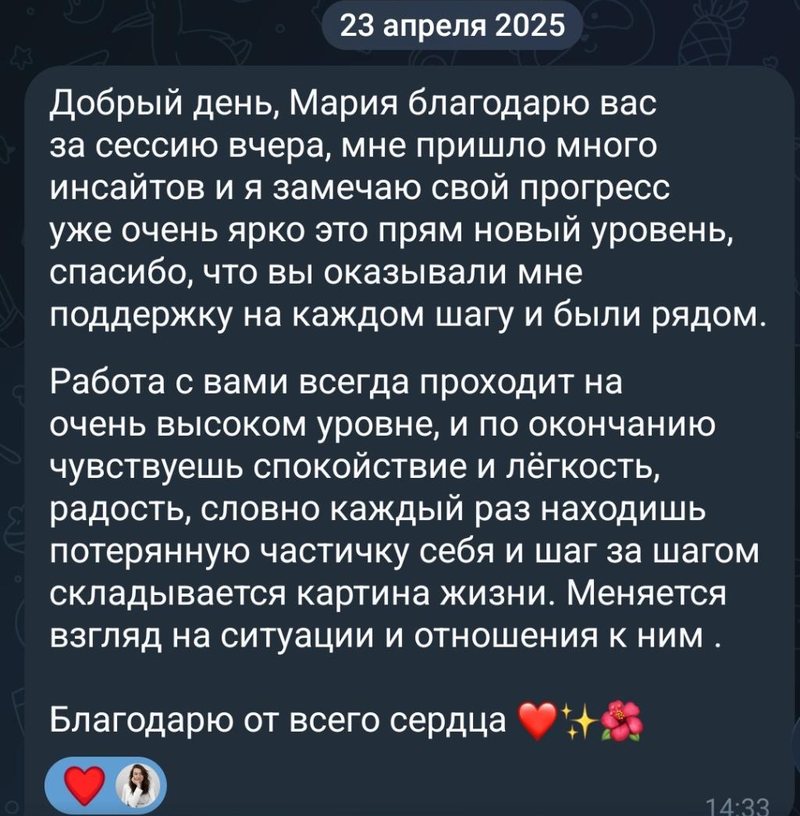 23 апреля 2025
Добрый день, Мария благодарю вас
за сессию вчера, мне пришло много
инсайтов и я замечаю свой прогресс
уже очень ярко это прям новый уровень,
спасибо, что вы оказывали мне
поддержку на каждом шагу и были рядом.
Работа с вами всегда проходит на
очень высоком уровне, и по окончанию
чувствуешь спокойствие и лёгкость,
радость, словно каждый раз находишь
потерянную частичку себя и шаг за шагом
складывается картина жизни. Меняется
взгляд на ситуации и отношения к ним .
Благодарю от всего сердца ❤️✨🌺
14:33